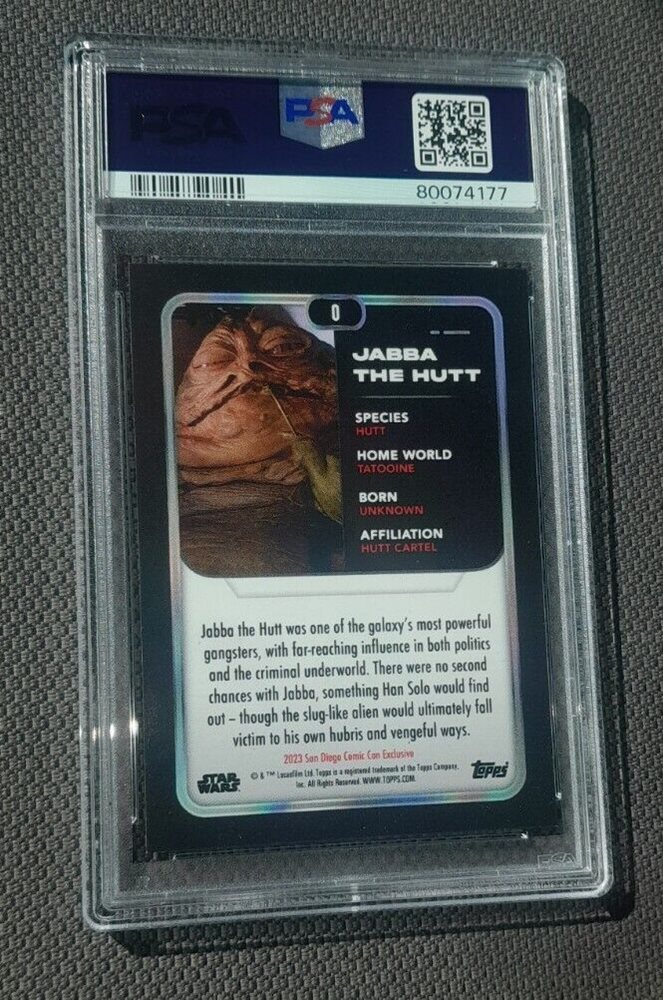 PSA
PSA
80074177
0
JABBA
THE HUTT
SPECIES
HUTT
HOME WORLD
TATOOINE
BORN
UNKNOWN
AFFILIATION
HUTT CARTEL
Jabba the Hutt was one of the galaxy's most powerful
gangsters, with far-reaching influence in both politics
and the criminal underworld. There were no second
chances with Jabba, something Han Solo would find
out – though the slug-like alien would ultimately fall
victim to his own hubris and vengeful ways.
2023 San Diego Comic Con Exclusive
STAR
WARS
© & ™ Lucasfilm Ltd. Topps is a registered trademark of the Topps Company,
Inc. All Rights Reserved. WWW.TOPPS.COM.
Topps
PSA